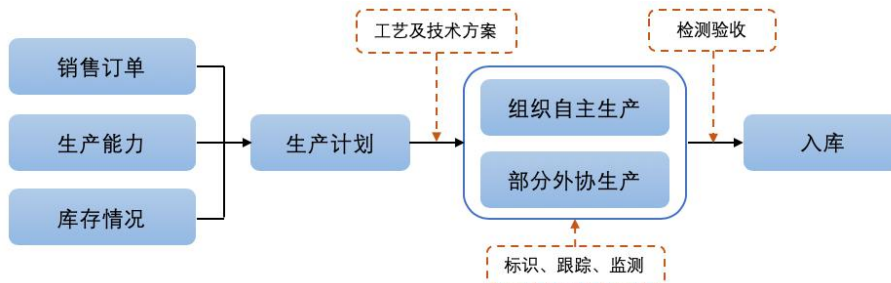 工艺及技术方案
检测验收
销售订单
生产能力
库存情况
生产计划
组织自主生产
部分外协生产
入库
标识、跟踪、监测